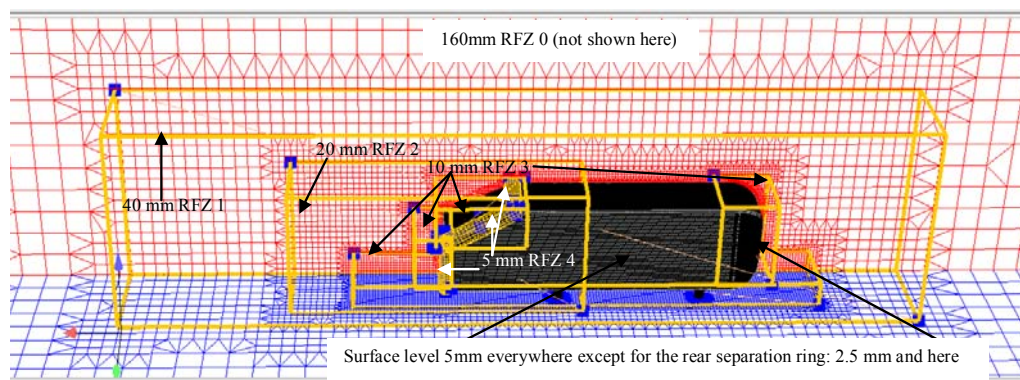 160mm RFZ 0 (not shown here)
20 mm RFZ 2
10 mm RFZ 3
40 mm RFZ 1
5 mm RFZ 4
Surface level 5mm everywhere except for the rear separation ring: 2.5 mm and here